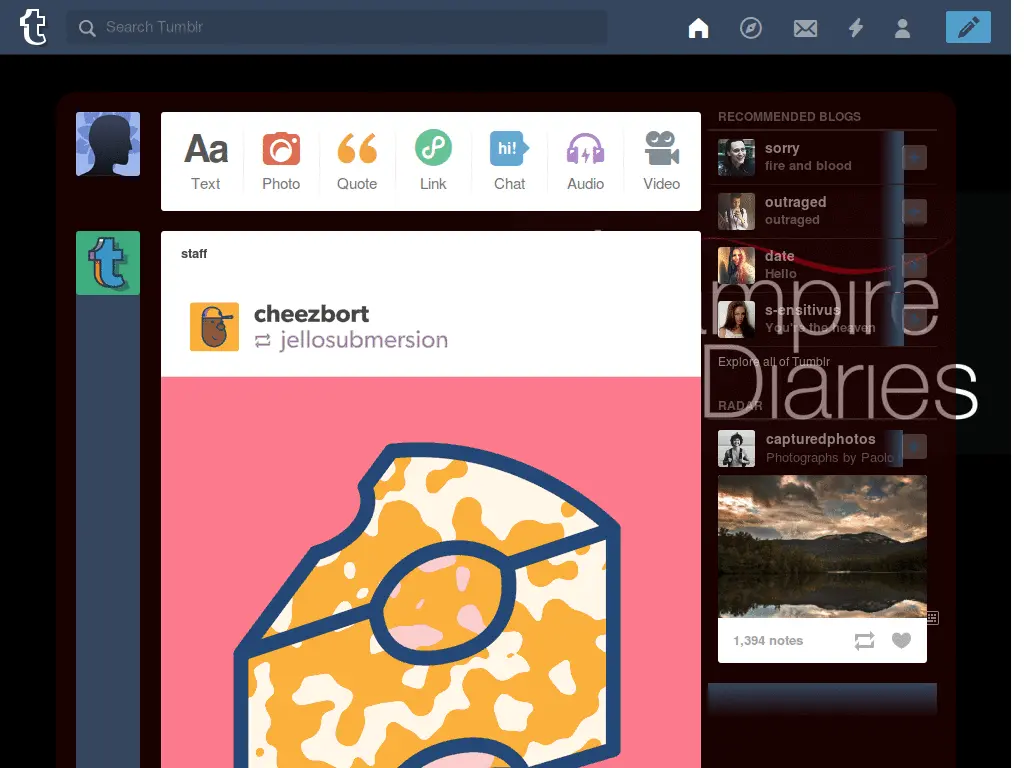 Search Tumblr
Aa
Text
Photo
Quote
Link
hi!
Chat
Audio
Video
staff
cheezbort
jellosubmersion
RECOMMENDED BLOGS
sorry
fire and blood
outraged
outraged
date
Hello
s-ensitivus
You're the heaven
mpire
Diaries
Explore all of Tumblr
RADAR
capturedphotos
Photographs by Paolo
1,394 notes